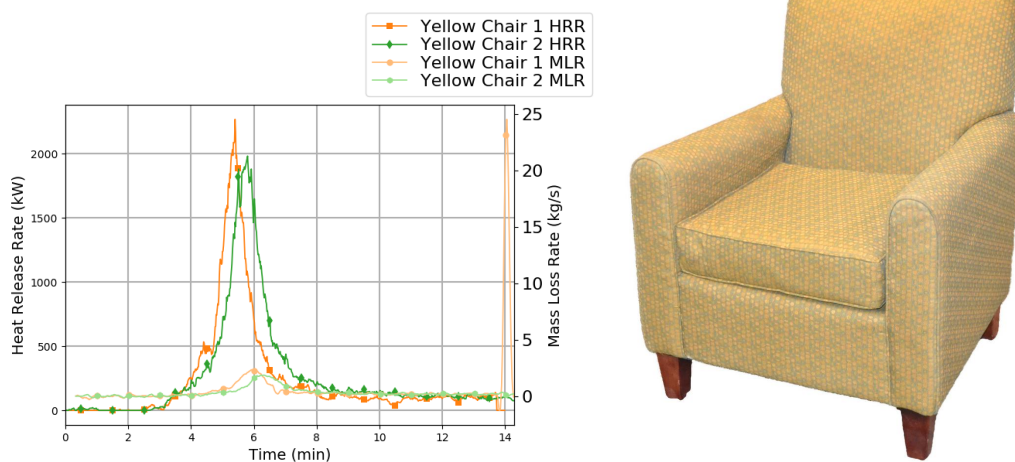 Yellow Chair 1 HRR
Yellow Chair 2 HRR
Yellow Chair 1 MLR
Yellow Chair 2 MLR
25
20
15
10
5
0
Mass Loss Rate (kg/s)
2000
1500
1000
500
0
Heat Release Rate (kW)
0 2 4 6 8 10 12 14
Time (min)